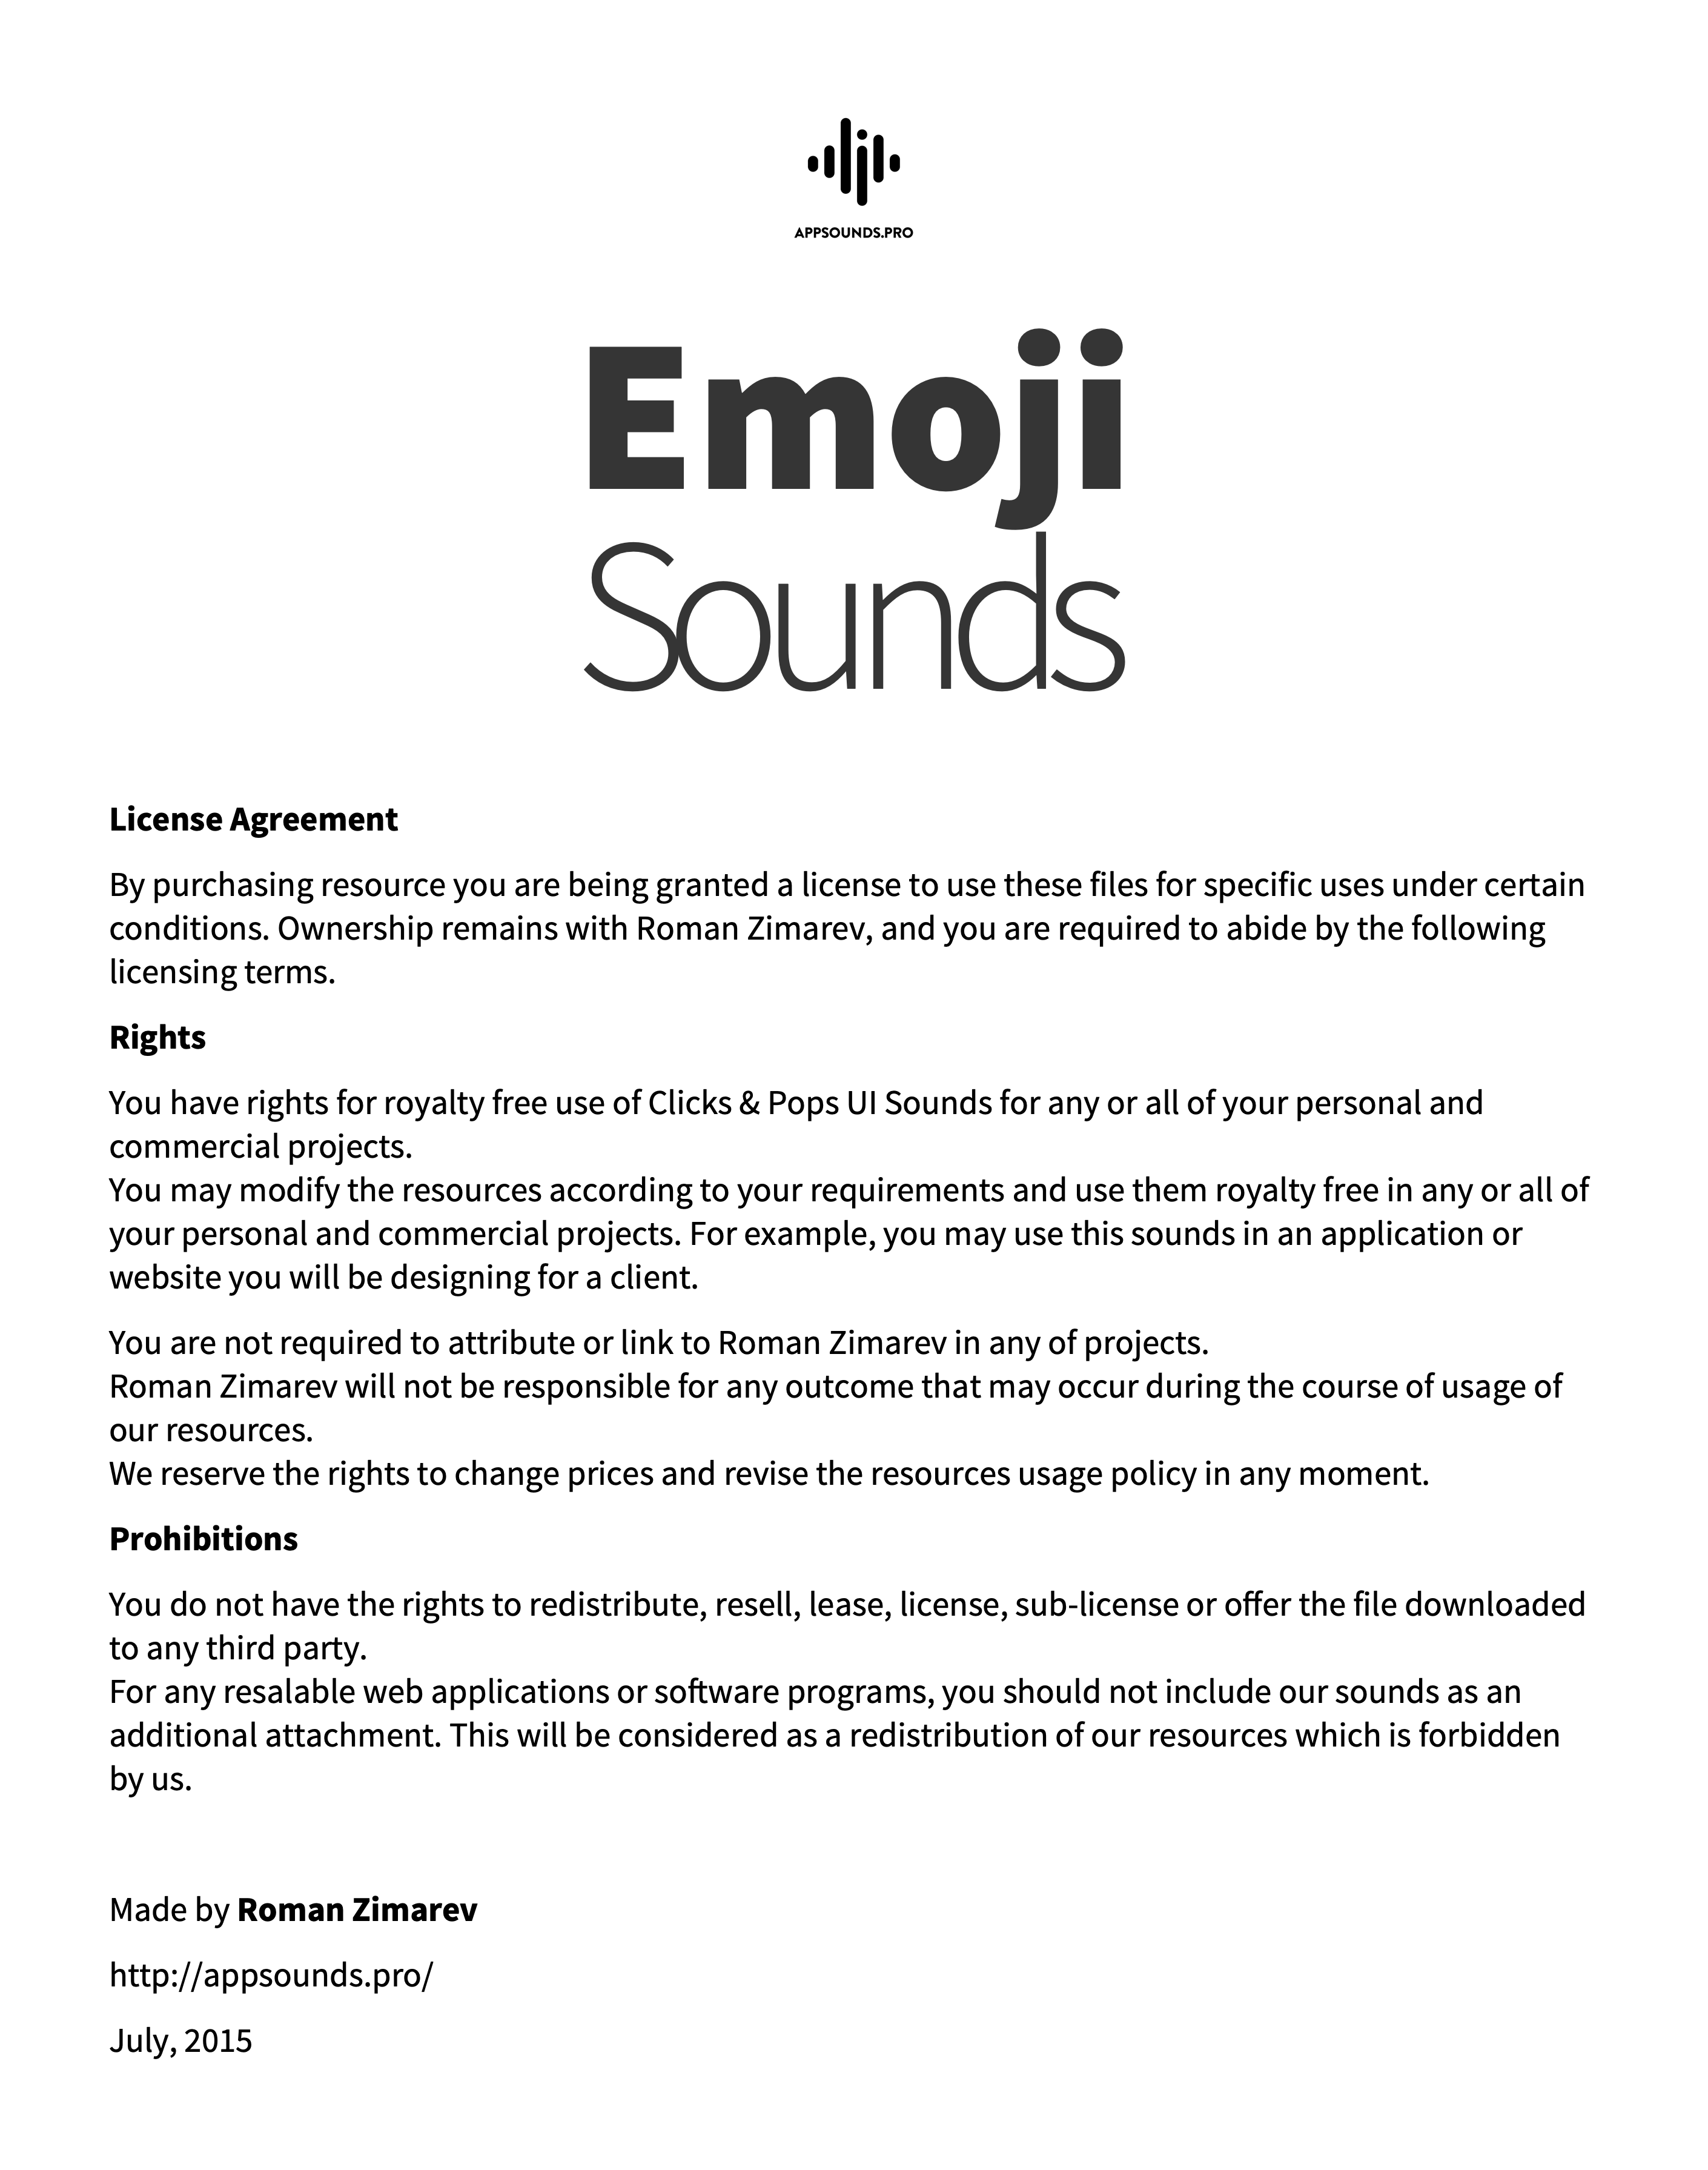 APPSOUNDS.PRO
Emoji
Sounds
License Agreement
By purchasing resource you are being granted a license to use these files for specific uses under certain
conditions. Ownership remains with Roman Zimarev, and you are required to abide by the following
licensing terms.
Rights
You have rights for royalty free use of Clicks & Pops UI Sounds for any or all of your personal and
commercial projects.
You may modify the resources according to your requirements and use them royalty free in any or all of
your personal and commercial projects. For example, you may use this sounds in an application or
website you will be designing for a client.
You are not required to attribute or link to Roman Zimarev in any of projects.
Roman Zimarev will not be responsible for any outcome that may occur during the course of usage of
our resources.
We reserve the rights to change prices and revise the resources usage policy in any moment.
Prohibitions
You do not have the rights to redistribute, resell, lease, license, sub-license or offer the file downloaded
to any third party.
For any resalable web applications or software programs, you should not include our sounds as an
additional attachment. This will be considered as a redistribution of our resources which is forbidden
by us.
Made by Roman Zimarev
http://appsounds.pro/
July, 2015